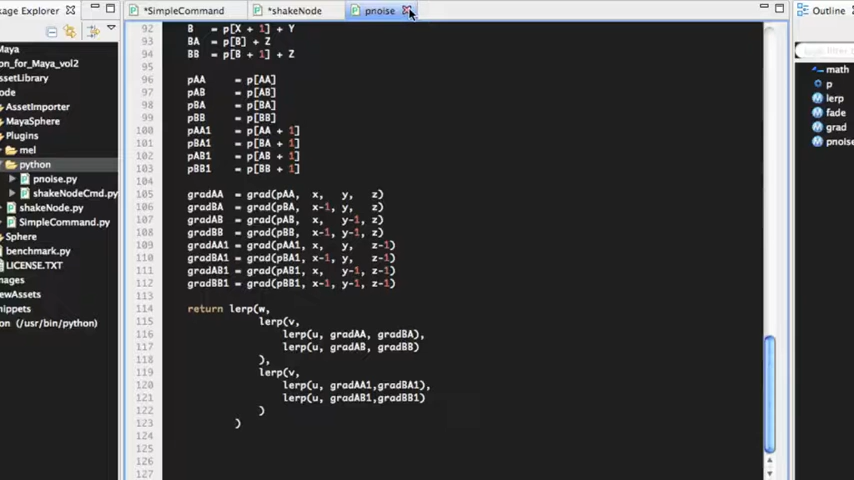 ackage Explorer
*SimpleCommand
*shakeNode
pnoise
Outline
Maya
on_for_Maya_vol2
ssetLibrary
ode
AssetImporter
MayaSphere
Plugins
mel
python
pnoise.py
shakeNodeCmd.py
shakeNode.py
SimpleCommand.py
Sphere
benchmark.py
LICENSE.TXT
mages
ewAssets
nippets
on (/usr/bin/python)
92 B = p[X + 1] + Y
93 BA = p[B] + Z
94 BB = p[B + 1] + Z
95
96 pAA = p[AA]
97 pAB = p[AB]
98 pBA = p[BA]
99 pBB = p[BB]
100 pAA1 = p[AA + 1]
101 pBA1 = p[BA + 1]
102 pAB1 = p[AB + 1]
103 pBB1 = p[BB + 1]
104
105 gradAA = grad(pAA, x, y, z)
106 gradBA = grad(pBA, x-1, y, z)
107 gradAB = grad(pAB, x, y-1, z)
108 gradBB = grad(pBB, x-1, y-1, z)
109 gradAA1 = grad(pAA1, x, y, z-1)
110 gradBA1 = grad(pBA1, x-1, y, z-1)
111 gradAB1 = grad(pAB1, x, y-1, z-1)
112 gradBB1 = grad(pBB1, x-1, y-1, z-1)
113
114 return lerp(w,
115 lerp(v,
116 lerp(u, gradAA, gradBA),
117 lerp(u, gradAB, gradBB)
118 ),
119 lerp(v,
120 lerp(u, gradAA1,gradBA1),
121 lerp(u, gradAB1,gradBB1)
122 )
123 )
124
125
126
127
math
p
lerp
fade
grad
pnoise